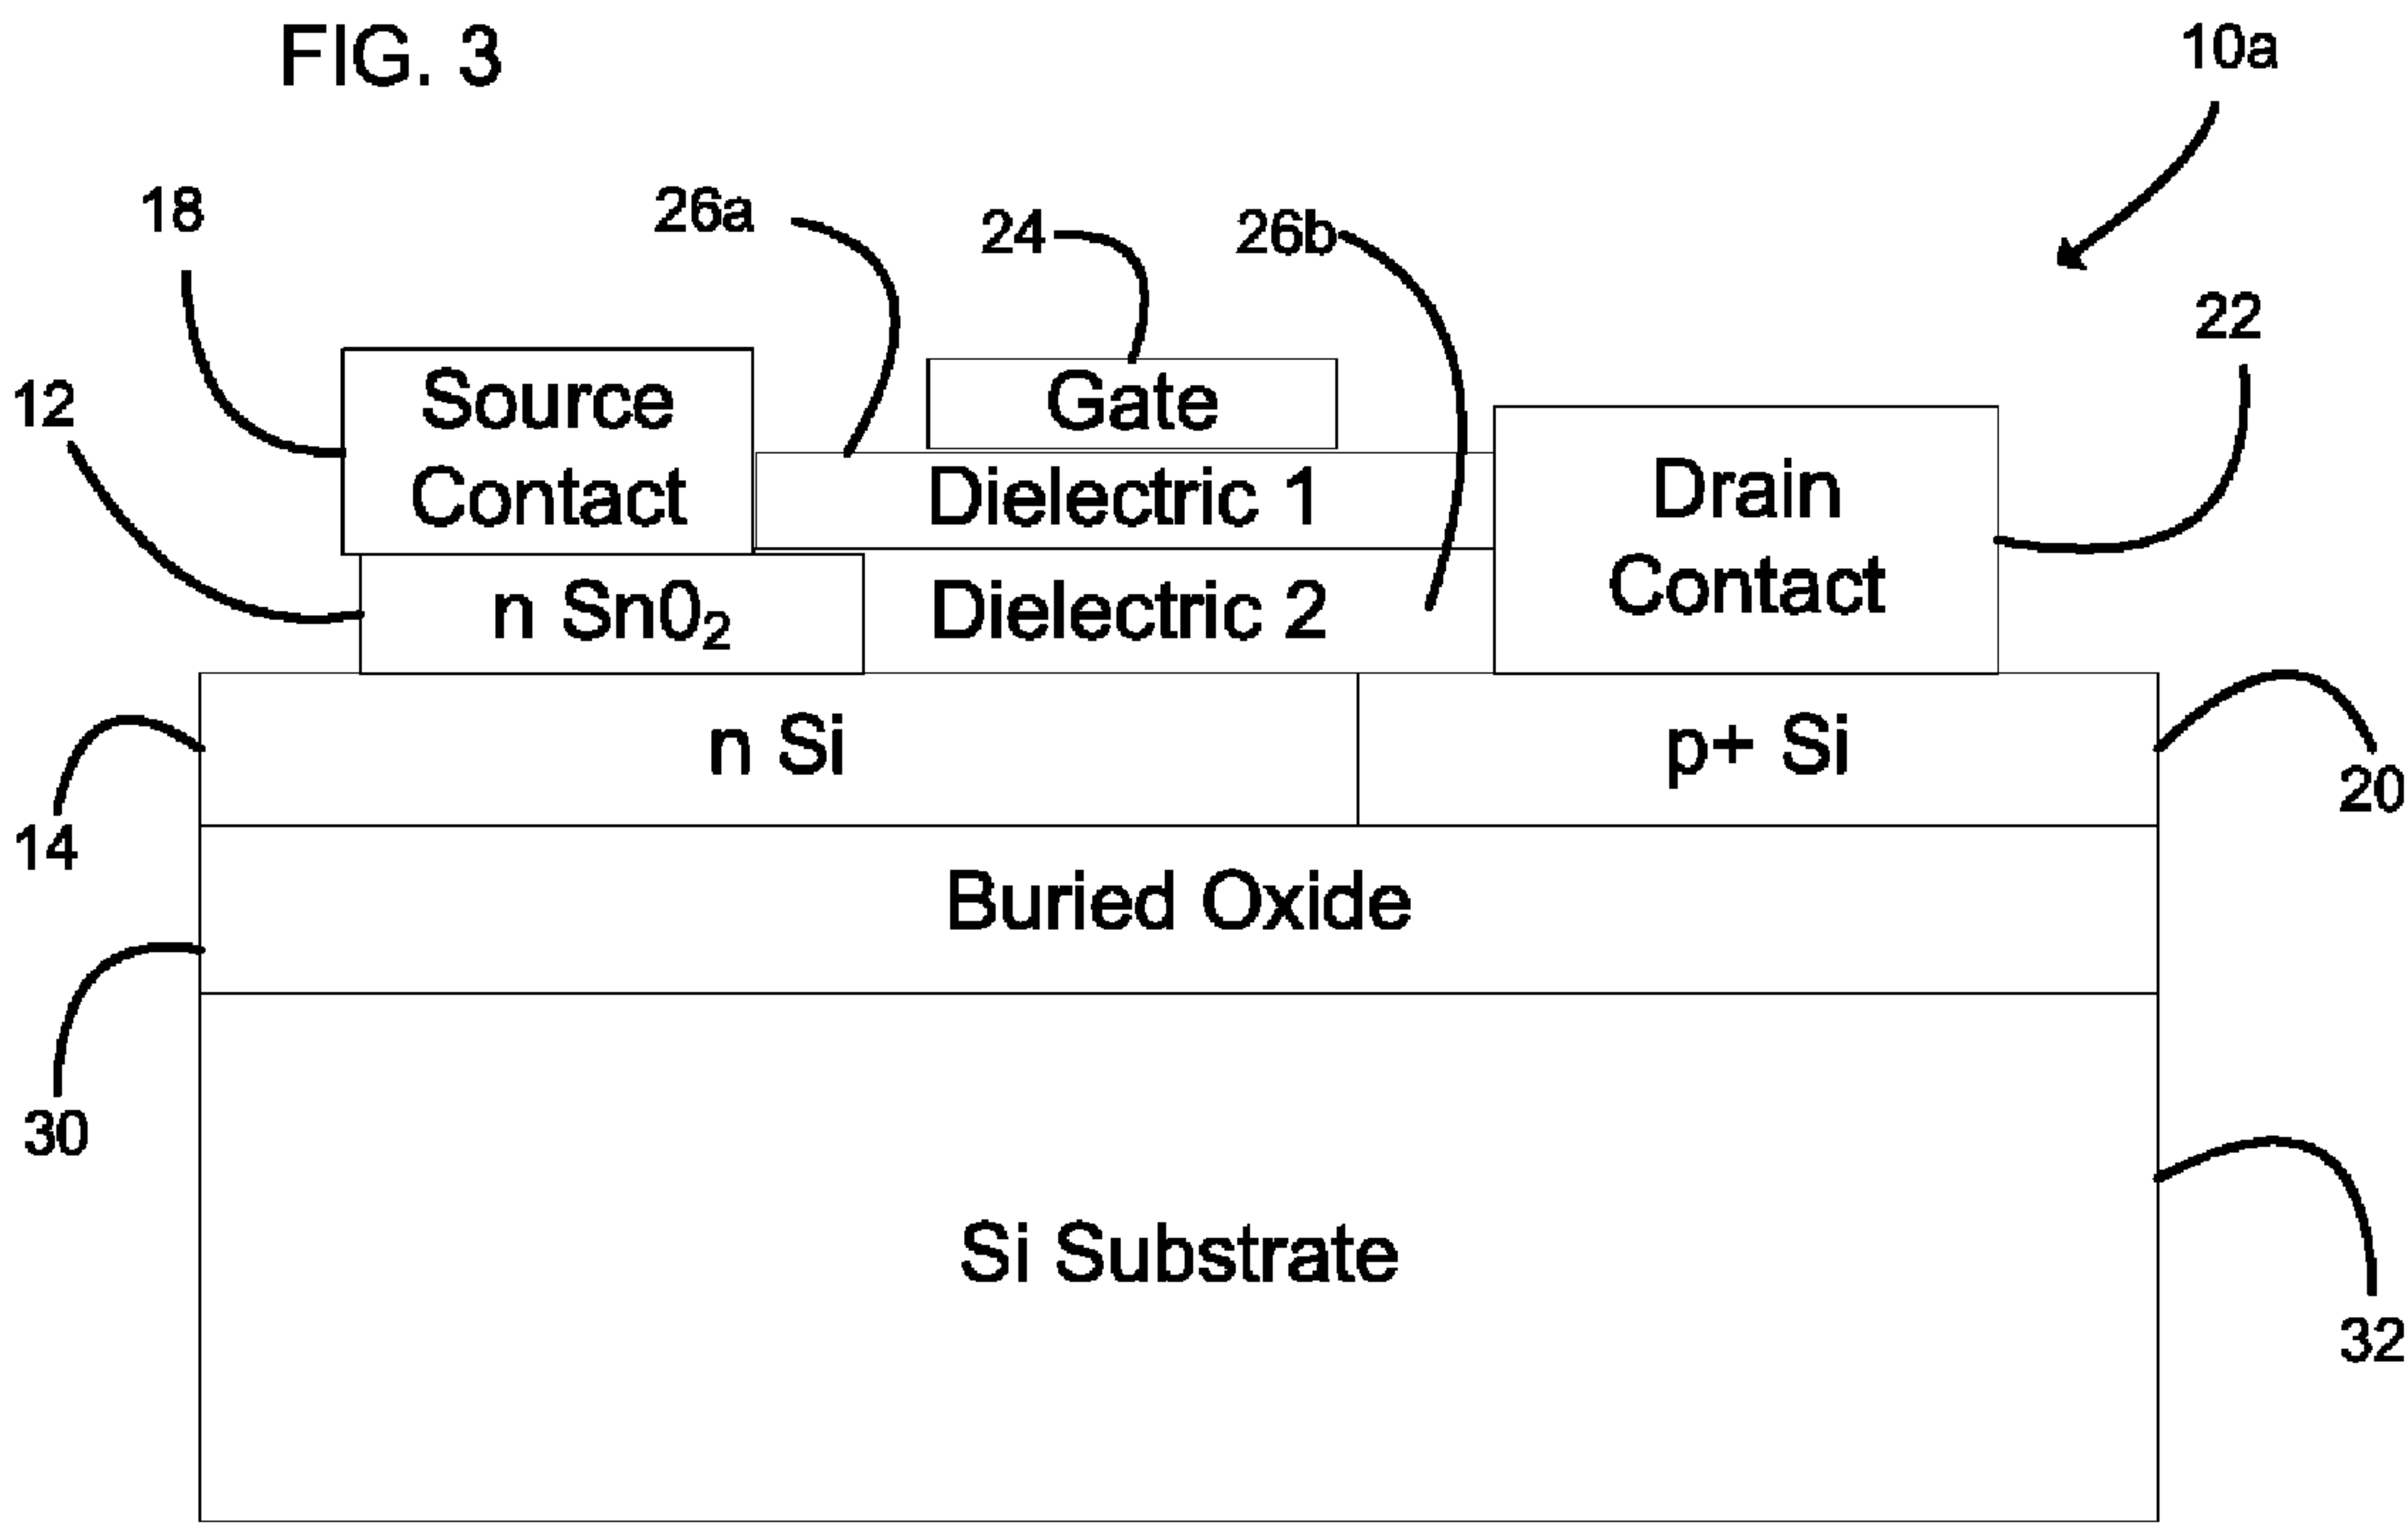 FIG. 3
10a
18
26a
24
26b
22
12
Source
Contact
Gate
Dielectric 1
Drain
Contact
n Sn0₂
Dielectric 2
n Si
p+ Si
14
20
Buried Oxide
30
Si Substrate
32